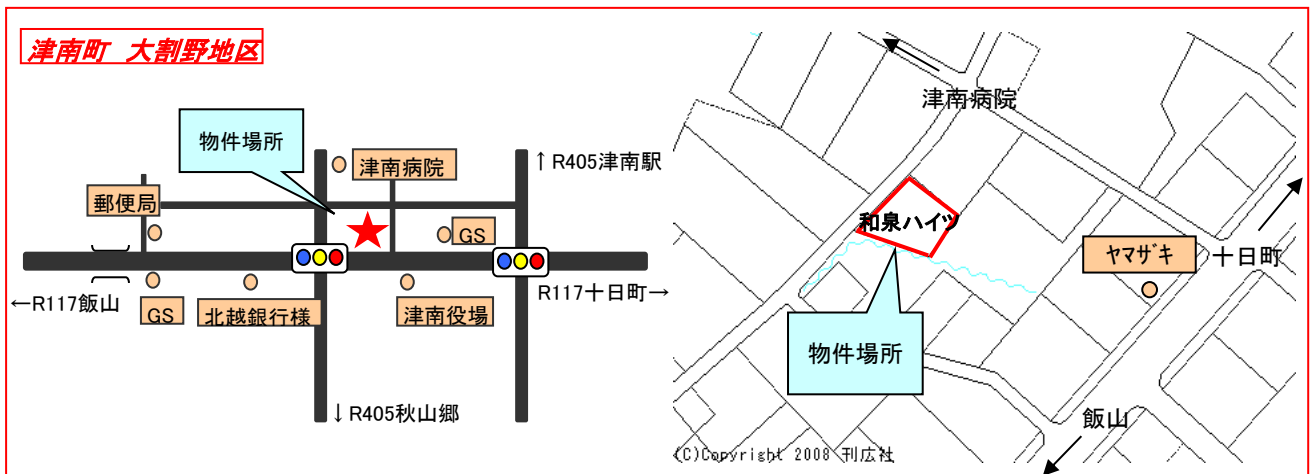 津南町 大割野地区
物件場所
津南病院
↑R405津南駅
郵便局
GS
←R117飯山
GS
北越銀行様
津南役場
R117十日町→
↓R405秋山郷
津南病院
和泉ハイツ
ヤマザキ
十日町
物件場所
飯山
(C)Copyright 2008 刊広社